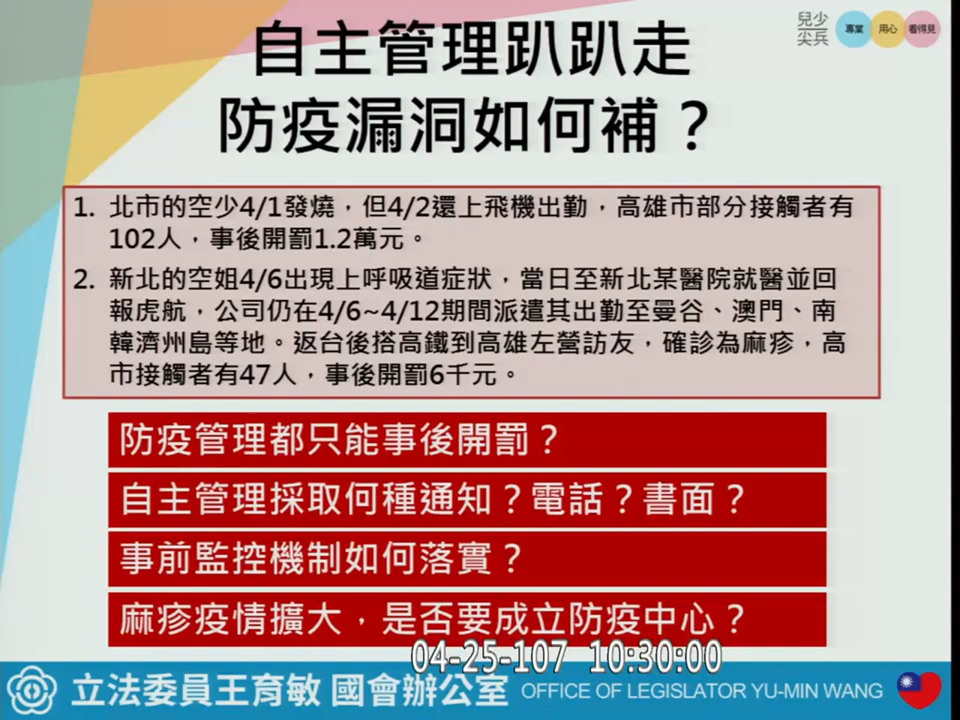 兒少
尖兵
專業 用心 看得見
自主管理趴趴走
防疫漏洞如何補？
1. 北市的空少4/1發燒，但4/2還上飛機出勤，高雄市部分接觸者有
102人，事後開罰1.2萬元。
2. 新北的空姐4/6出現上呼吸道症狀，當日至新北某醫院就醫並回
報虎航，公司仍在4/6~4/12期間派遣其出勤至曼谷、澳門、南
韓濟州島等地。返台後搭高鐵到高雄左營訪友，確診為麻疹，高
市接觸者有47人，事後開罰6千元。
防疫管理都只能事後開罰？
自主管理採取何種通知？電話？書面？
事前監控機制如何落實？
麻疹疫情擴大，是否要成立防疫中心？
04-25-107 10:30:00
立法委員王育敏 國會辦公室 OFFICE OF LEGISLATOR YU-MIN WANG